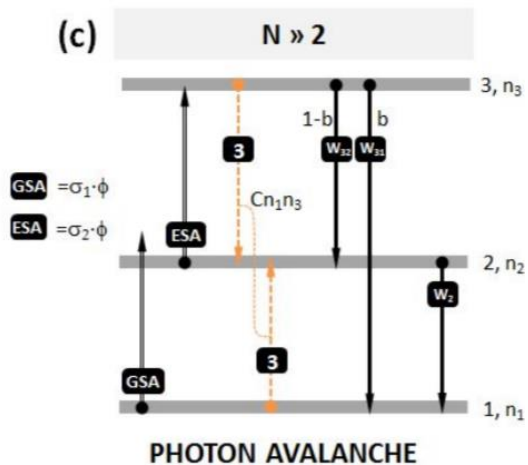 (c)
N » 2
3, n₃
1-b
b
3
W₃₂
W₃₁
GSA =σ₁·ϕ
Cn₁n₃
ESA =σ₂·ϕ
ESA
2, n₂
W₂
3
GSA
1, n₁
PHOTON AVALANCHE